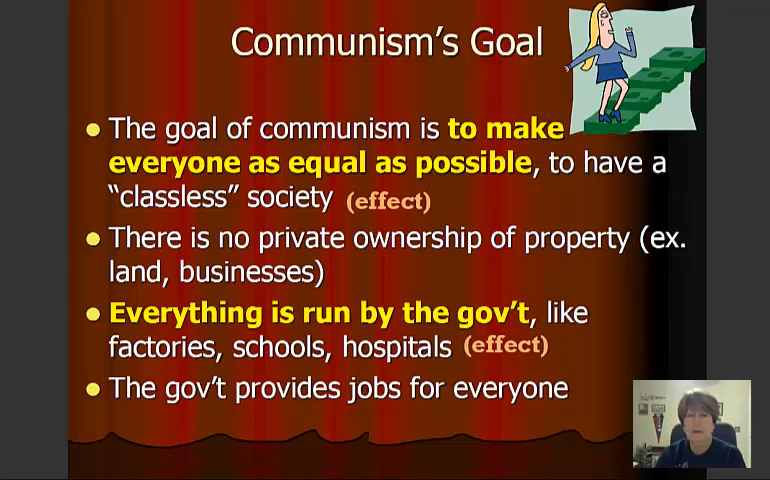 Communism's Goal
● The goal of communism is to make
everyone as equal as possible, to have a
"classless" society (effect)
● There is no private ownership of property (ex.
land, businesses)
● Everything is run by the gov't, like
factories, schools, hospitals (effect)
● The gov't provides jobs for everyone